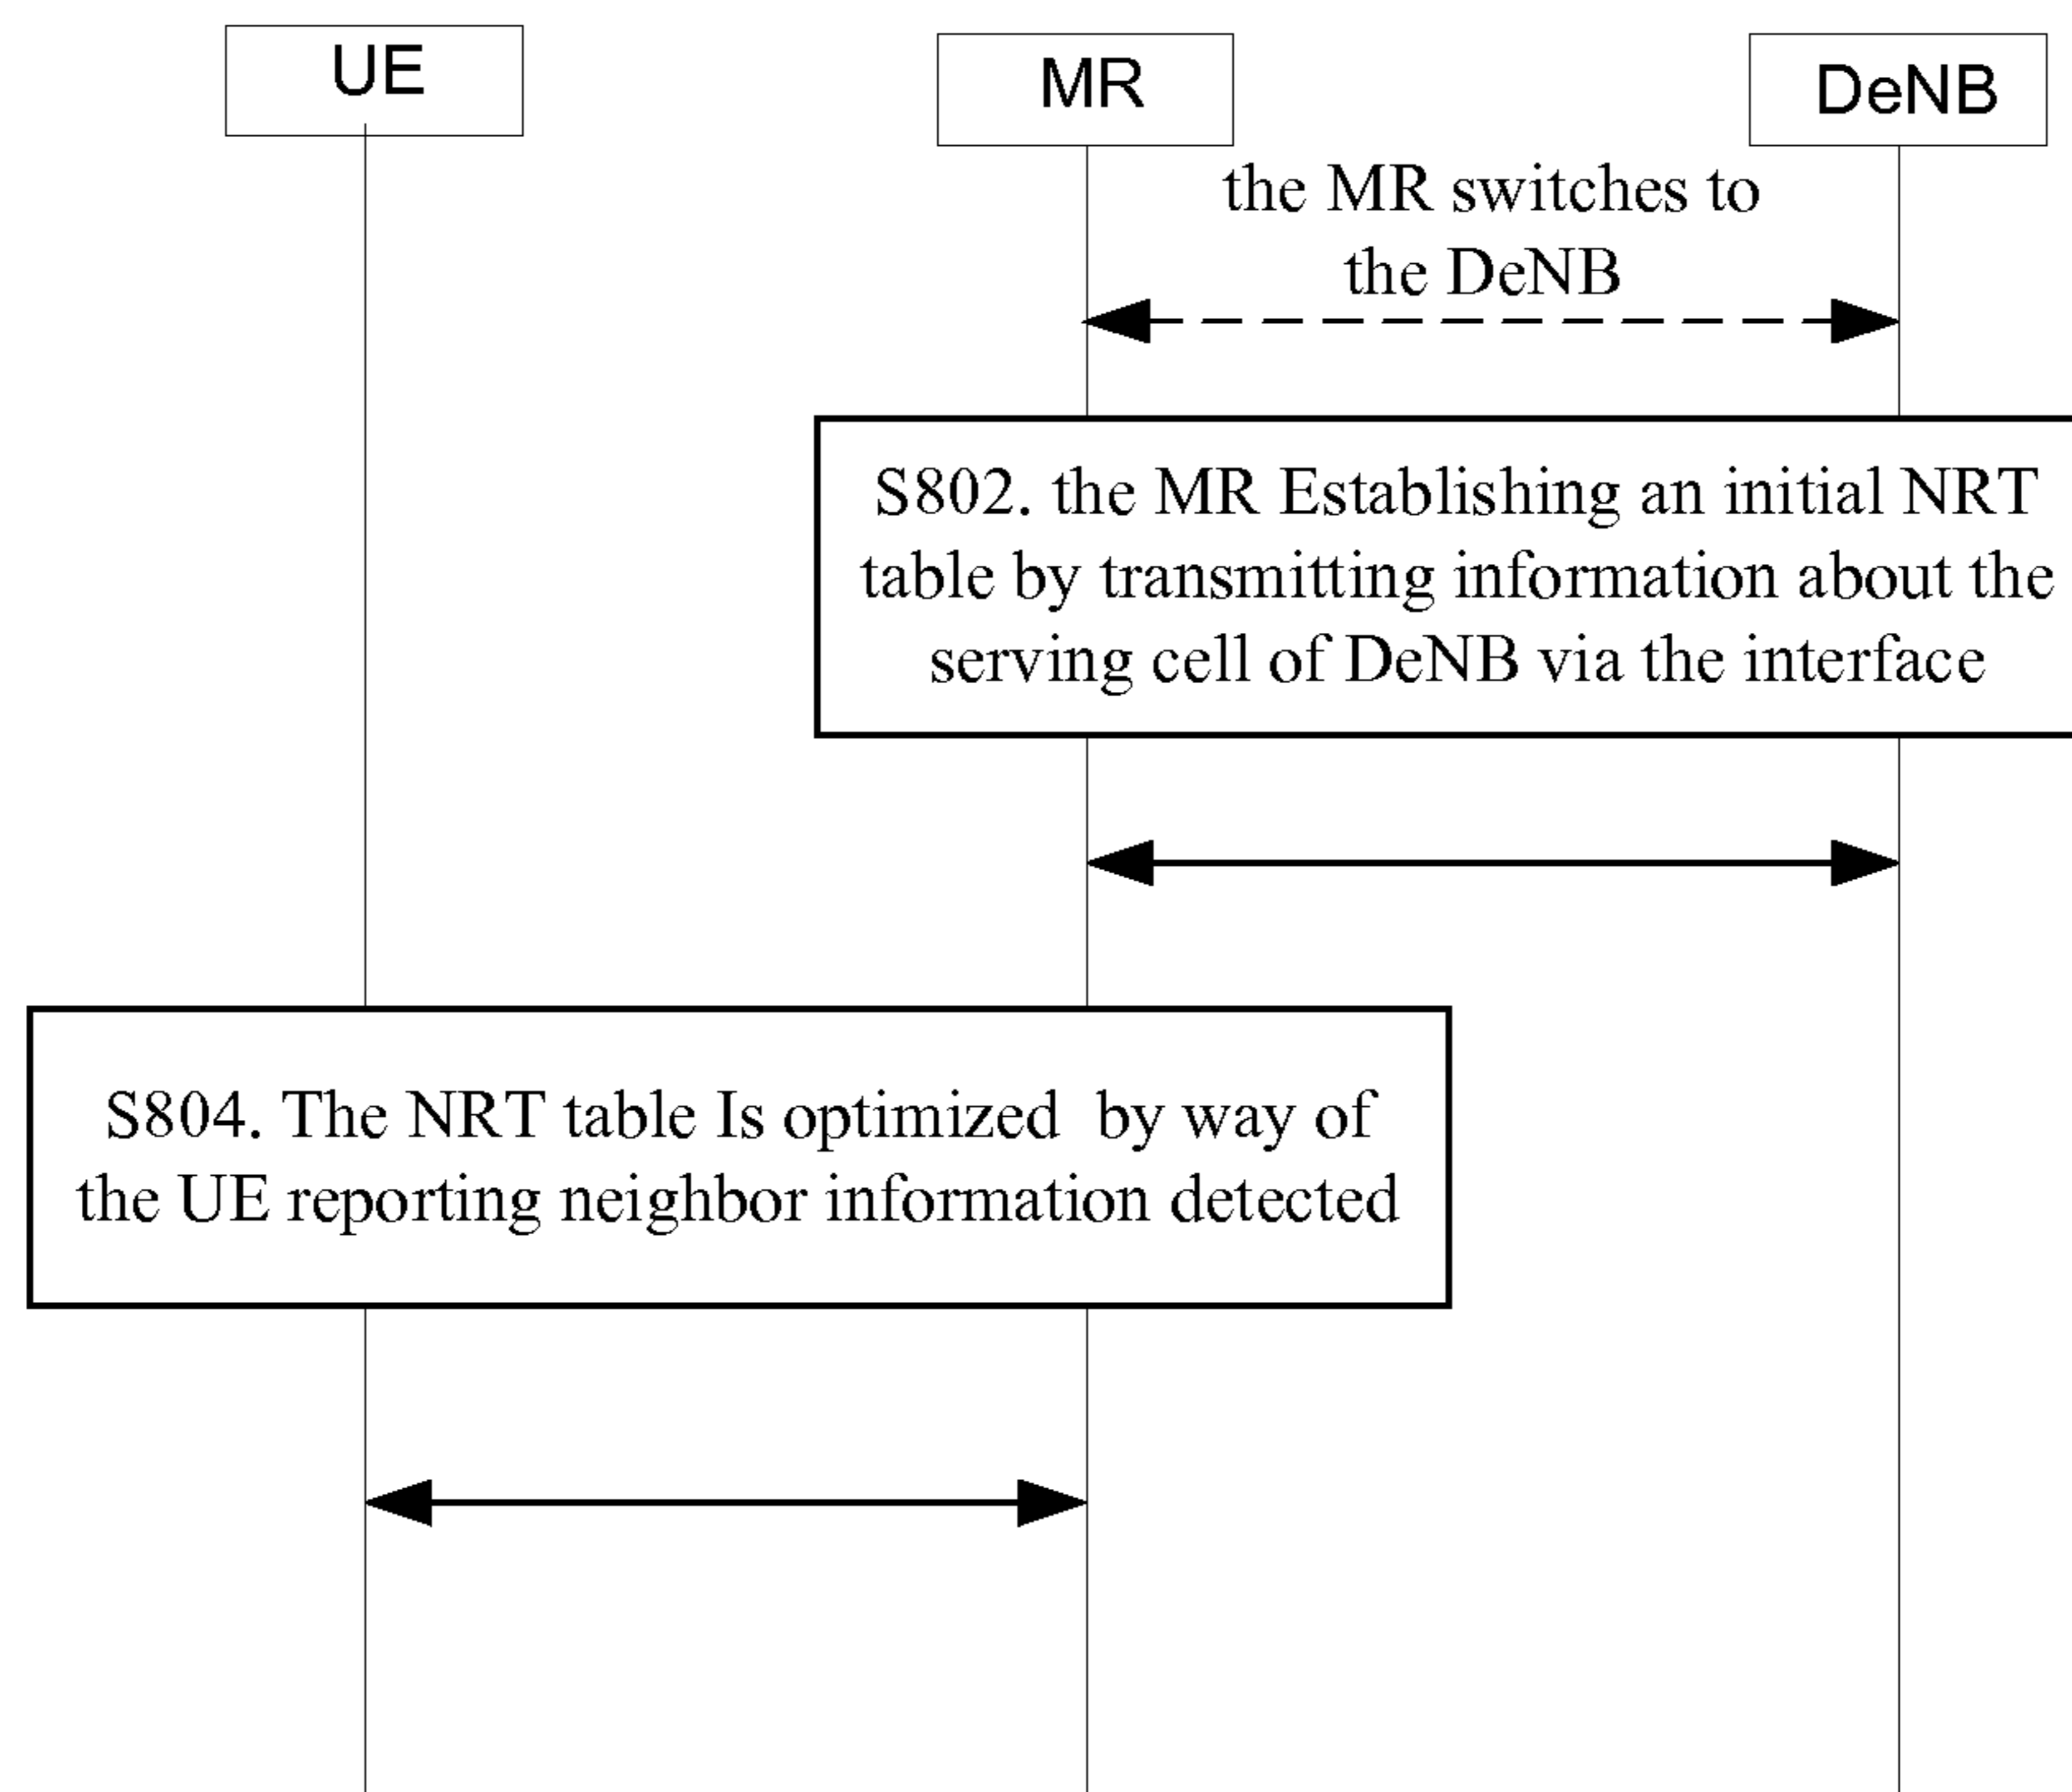 UE
MR
DeNB
the MR switches to
the DeNB
S802. the MR Establishing an initial NRT
table by transmitting information about the
serving cell of DeNB via the interface
S804. The NRT table Is optimized by way of
the UE reporting neighbor information detected